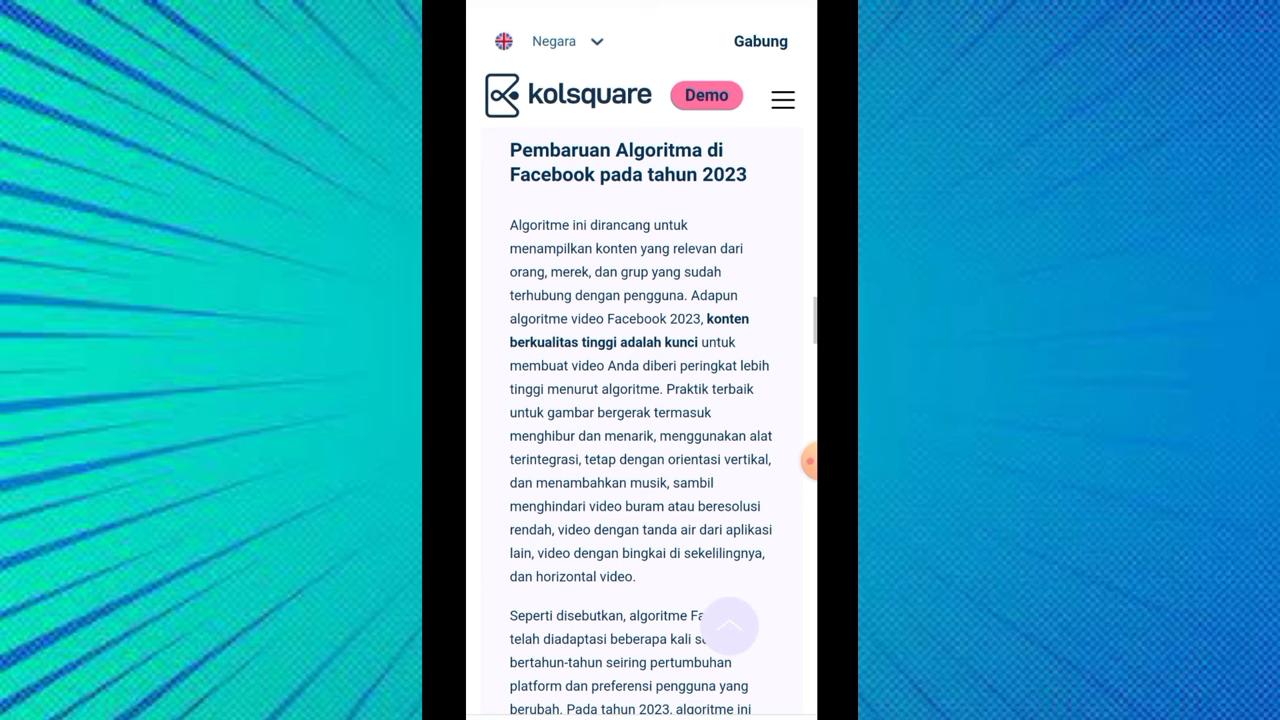 Negara
Gabung
kolsquare
Demo
Pembaruan Algoritma di
Facebook pada tahun 2023
Algoritme ini dirancang untuk
menampilkan konten yang relevan dari
orang, merek, dan grup yang sudah
terhubung dengan pengguna. Adapun
algoritme video Facebook 2023, konten
berkualitas tinggi adalah kunci untuk
membuat video Anda diberi peringkat lebih
tinggi menurut algoritme. Praktik terbaik
untuk gambar bergerak termasuk
menghibur dan menarik, menggunakan alat
terintegrasi, tetap dengan orientasi vertikal,
dan menambahkan musik, sambil
menghindari video buram atau beresolusi
rendah, video dengan tanda air dari aplikasi
lain, video dengan bingkai di sekelilingnya,
dan horizontal video.
Seperti disebutkan, algoritme
telah diadaptasi beberapa kali
bertahun-tahun seiring pertumbuhan
platform dan preferensi pengguna yang
berubah. Pada tahun 2023, algoritme ini